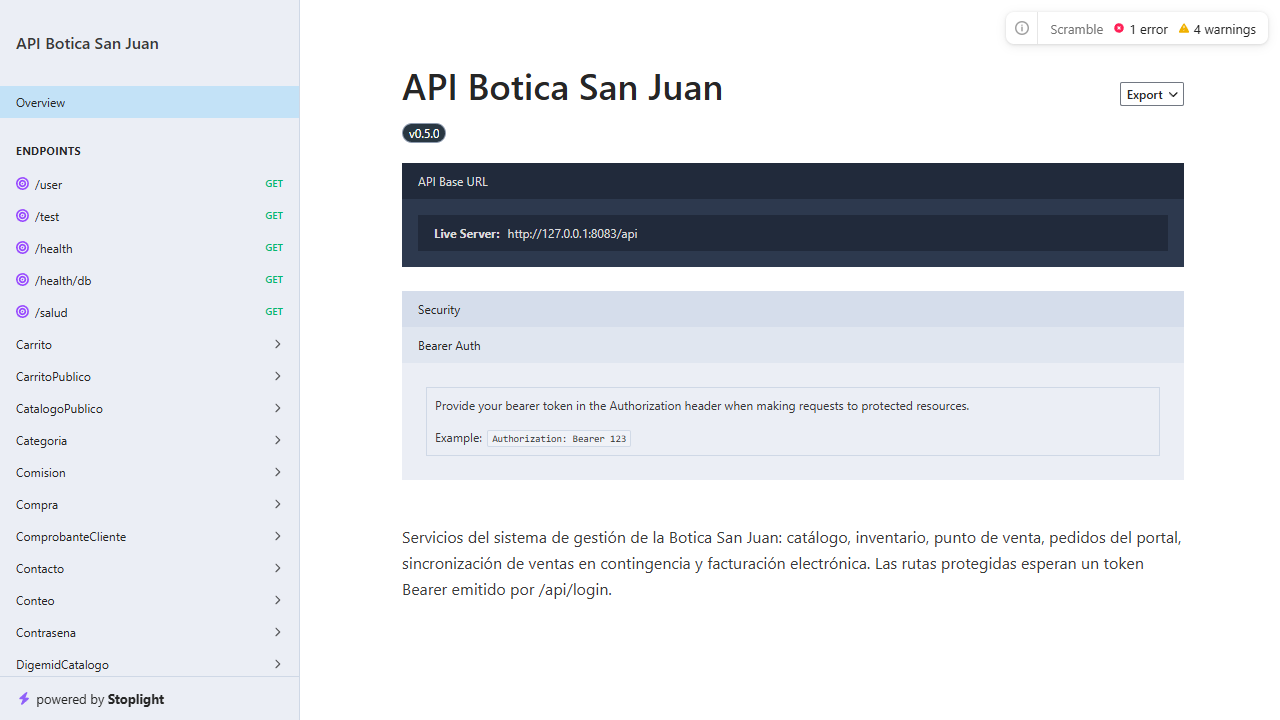 API Botica San Juan
Overview
ENDPOINTS
/user GET
/test GET
/health GET
/health/db GET
/salud GET
Carrito
CarritoPublico
CatalogoPublico
Categoria
Comision
Compra
ComprobanteCliente
Contacto
Conteo
Contrasena
DigemidCatalogo
powered by Stoplight
Scramble 1 error 4 warnings
API Botica San Juan
Export
v0.5.0
API Base URL
Live Server: http://127.0.0.1:8083/api
Security
Bearer Auth
Provide your bearer token in the Authorization header when making requests to protected resources.
Example: Authorization: Bearer 123
Servicios del sistema de gestión de la Botica San Juan: catálogo, inventario, punto de venta, pedidos del portal,
sincronización de ventas en contingencia y facturación electrónica. Las rutas protegidas esperan un token
Bearer emitido por /api/login.